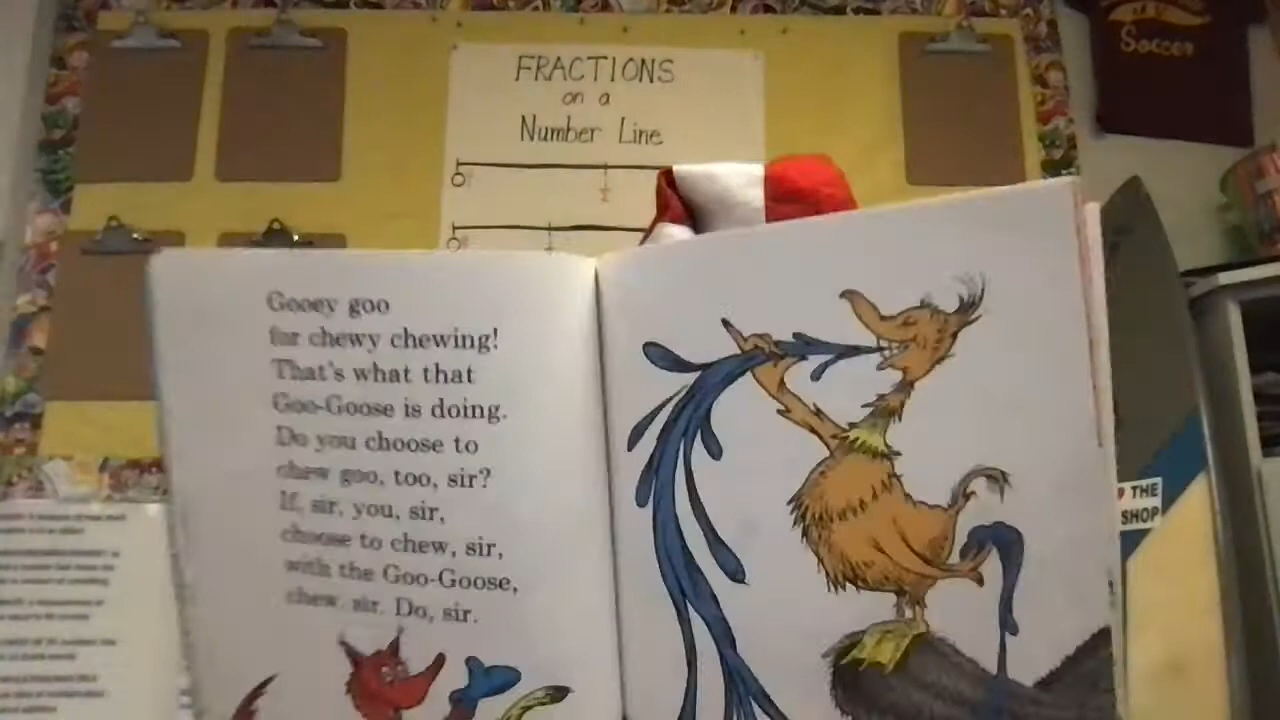 Soccer
FRACTIONS
on a
Number Line
Gooey goo
for chewy chewing!
That's what that
Goo-Goose is doing.
Do you choose to
chew goo, too, sir?
If, sir, you, sir,
choose to chew, sir,
with the Goo-Goose,
chew, sir. Do, sir.
THE
SHOP